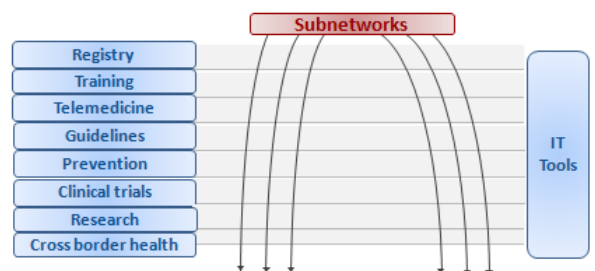 Subnetworks
Registry
Training
Telemedicine
Guidelines
Prevention
Clinical trials
Research
Cross border health
IT
Tools